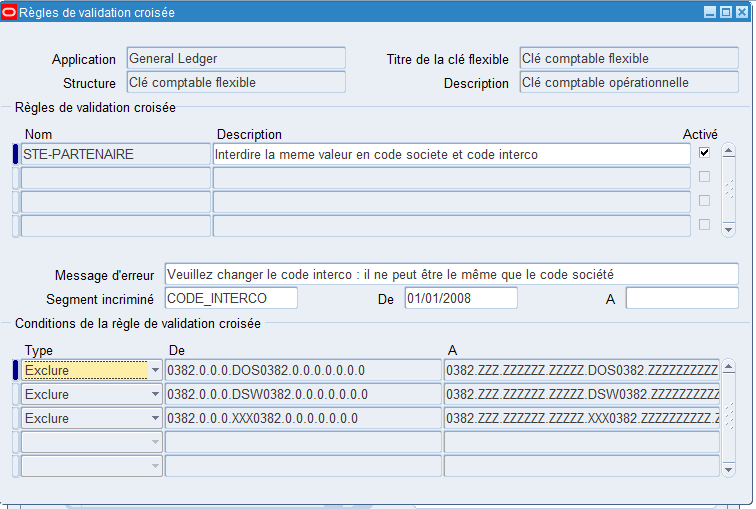 Règles de validation croisée
Application General Ledger Titre de la clé flexible Clé comptable flexible
Structure Clé comptable flexible Description Clé comptable opérationnelle
Règles de validation croisée
Nom Description Activé
STE-PARTENAIRE Interdire la meme valeur en code societe et code interco
Message d'erreur Veuillez changer le code interco : il ne peut être le même que le code société
Segment incriminé CODE_INTERCO De 01/01/2008 A
Conditions de la règle de validation croisée
Type De A
Exclure 0382.0.0.0.DOS0382.0.0.0.0.0.0.0 0382.ZZZ.ZZZZZZ.ZZZZZ.DOS0382.ZZZZZZZZZZ
Exclure 0382.0.0.0.DSW0382.0.0.0.0.0.0.0 0382.ZZZ.ZZZZZZ.ZZZZZ.DSW0382.ZZZZZZZZZZ
Exclure 0382.0.0.0.XXX0382.0.0.0.0.0.0.0 0382.ZZZ.ZZZZZZ.ZZZZZ.XXX0382.ZZZZZZZZZZ.Z